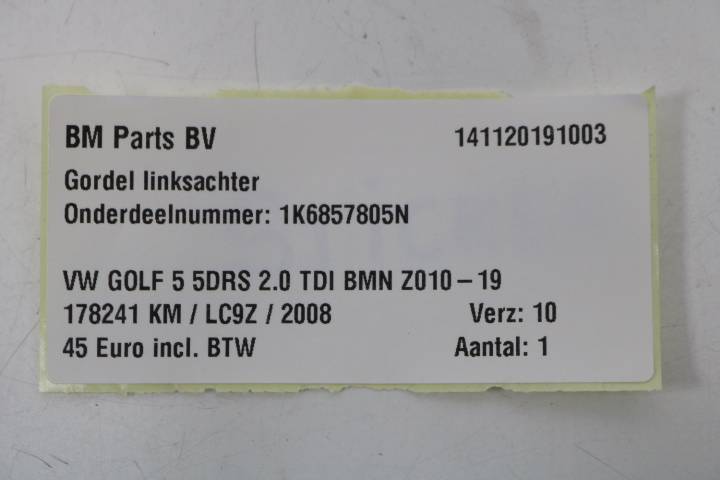 BM Parts BV 141120191003
Gordel linksachter
Onderdeelnummer: 1K6857805N
VW GOLF 5 5DRS 2.0 TDI BMN Z010-19
178241 KM / LC9Z / 2008 Verz: 10
45 Euro incl. BTW Aantal: 1